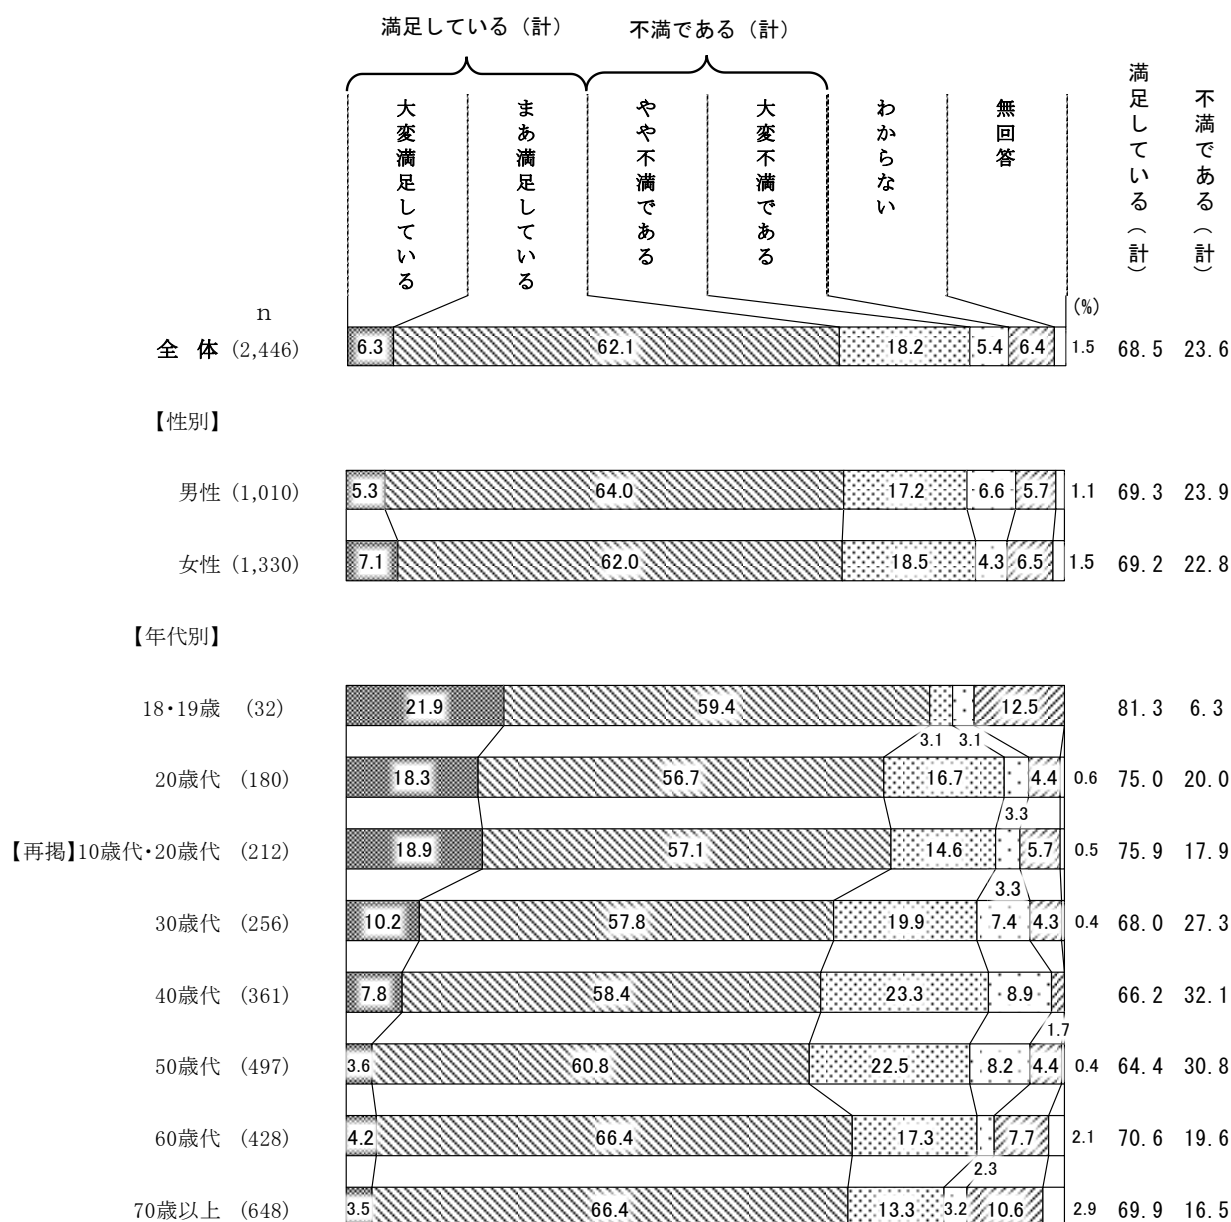 満足している（計） 不満である（計）
大変満足している
まあ満足している
やや不満である
大変不満である
わからない
無回答
満足している（計）
不満である（計）
n
(%)
全 体 (2,446) 6.3 62.1 18.2 5.4 6.4 1.5 68.5 23.6
【性別】
男性 (1,010) 5.3 64.0 17.2 6.6 5.7 1.1 69.3 23.9
女性 (1,330) 7.1 62.0 18.5 4.3 6.5 1.5 69.2 22.8
【年代別】
18・19歳 (32) 21.9 59.4 12.5 81.3 6.3
3.1 3.1
20歳代 (180) 18.3 56.7 16.7 4.4 0.6 75.0 20.0
3.3
【再掲】10歳代・20歳代 (212) 18.9 57.1 14.6 5.7 0.5 75.9 17.9
3.3
30歳代 (256) 10.2 57.8 19.9 7.4 4.3 0.4 68.0 27.3
40歳代 (361) 7.8 58.4 23.3 8.9 66.2 32.1
1.7
50歳代 (497) 3.6 60.8 22.5 8.2 4.4 0.4 64.4 30.8
60歳代 (428) 4.2 66.4 17.3 7.7 2.1 70.6 19.6
2.3
70歳以上 (648) 3.5 66.4 13.3 3.2 10.6 2.9 69.9 16.5